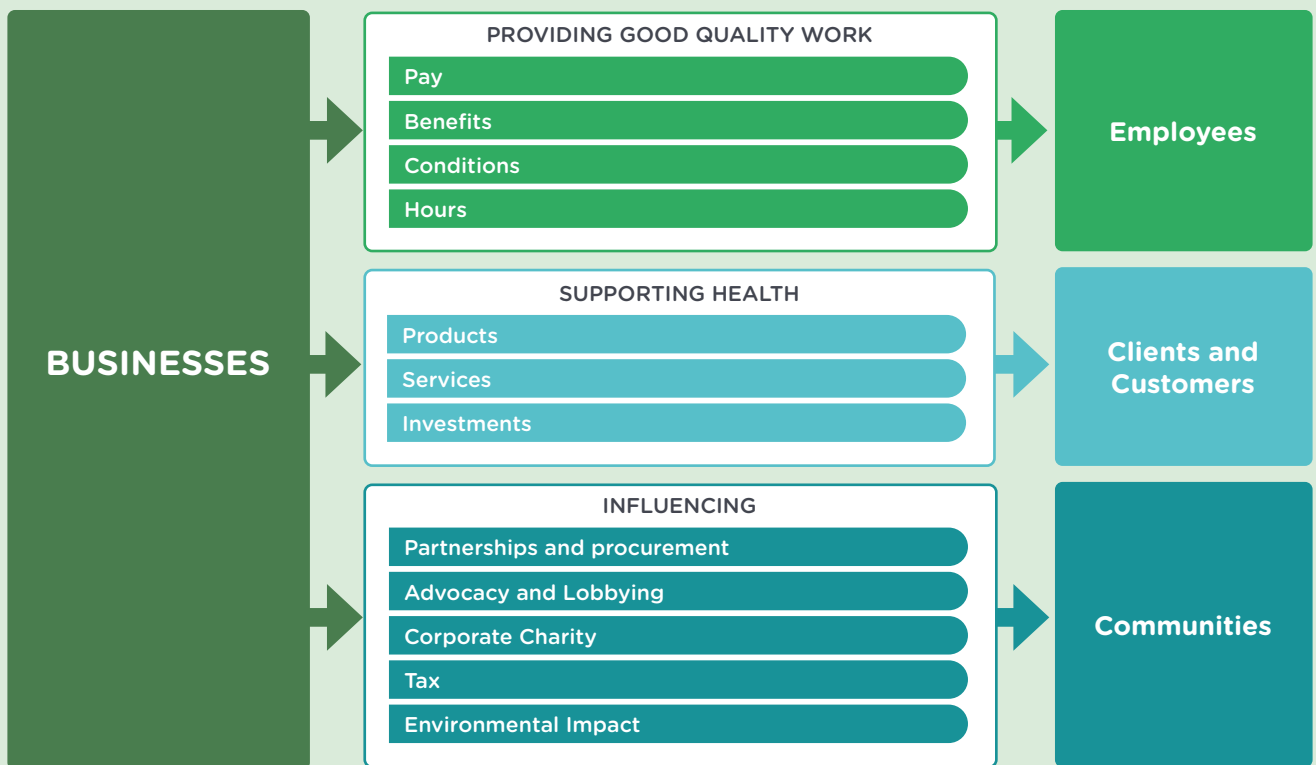 BUSINESSES
PROVIDING GOOD QUALITY WORK
Pay
Benefits
Conditions
Hours
Employees
SUPPORTING HEALTH
Products
Services
Investments
Clients and
Customers
INFLUENCING
Partnerships and procurement
Advocacy and Lobbying
Corporate Charity
Tax
Environmental Impact
Communities